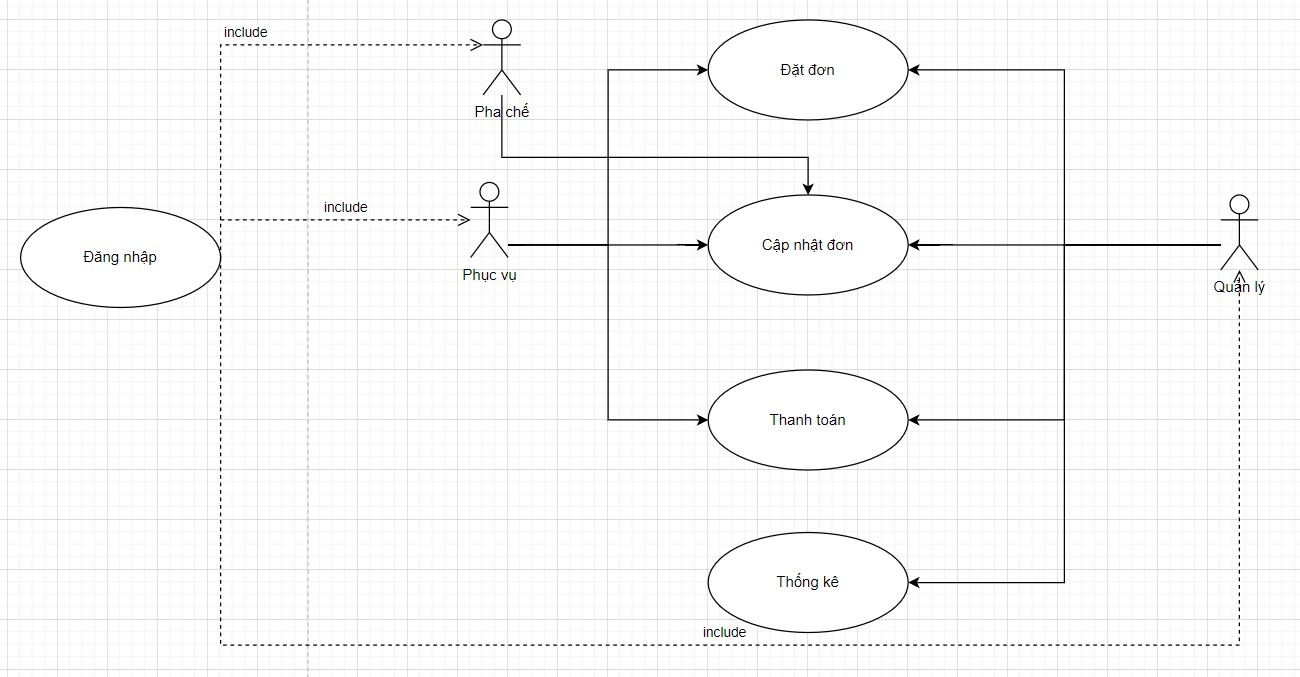 include
Pha chế
Đặt đơn
include
Phục vụ
Đăng nhập
Cập nhật đơn
Quản lý
Thanh toán
Thống kê
include